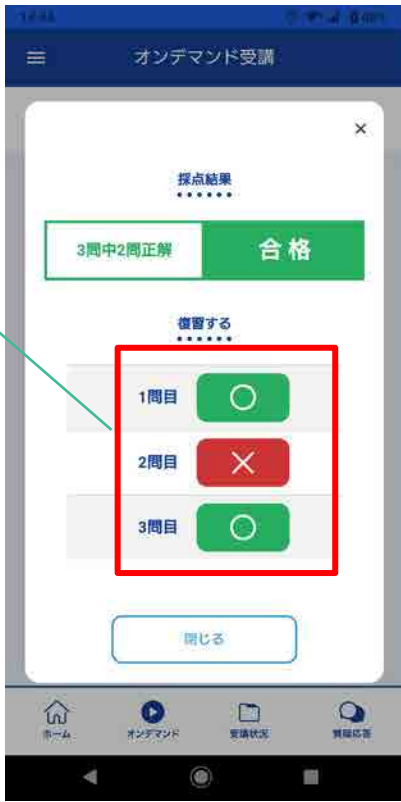 オンデマンド受講
×
採点結果
3問中2問正解 合格
復習する
1問目 ○
2問目 ×
3問目 ○
閉じる
ホーム オンデマンド 受講状況 質疑応答